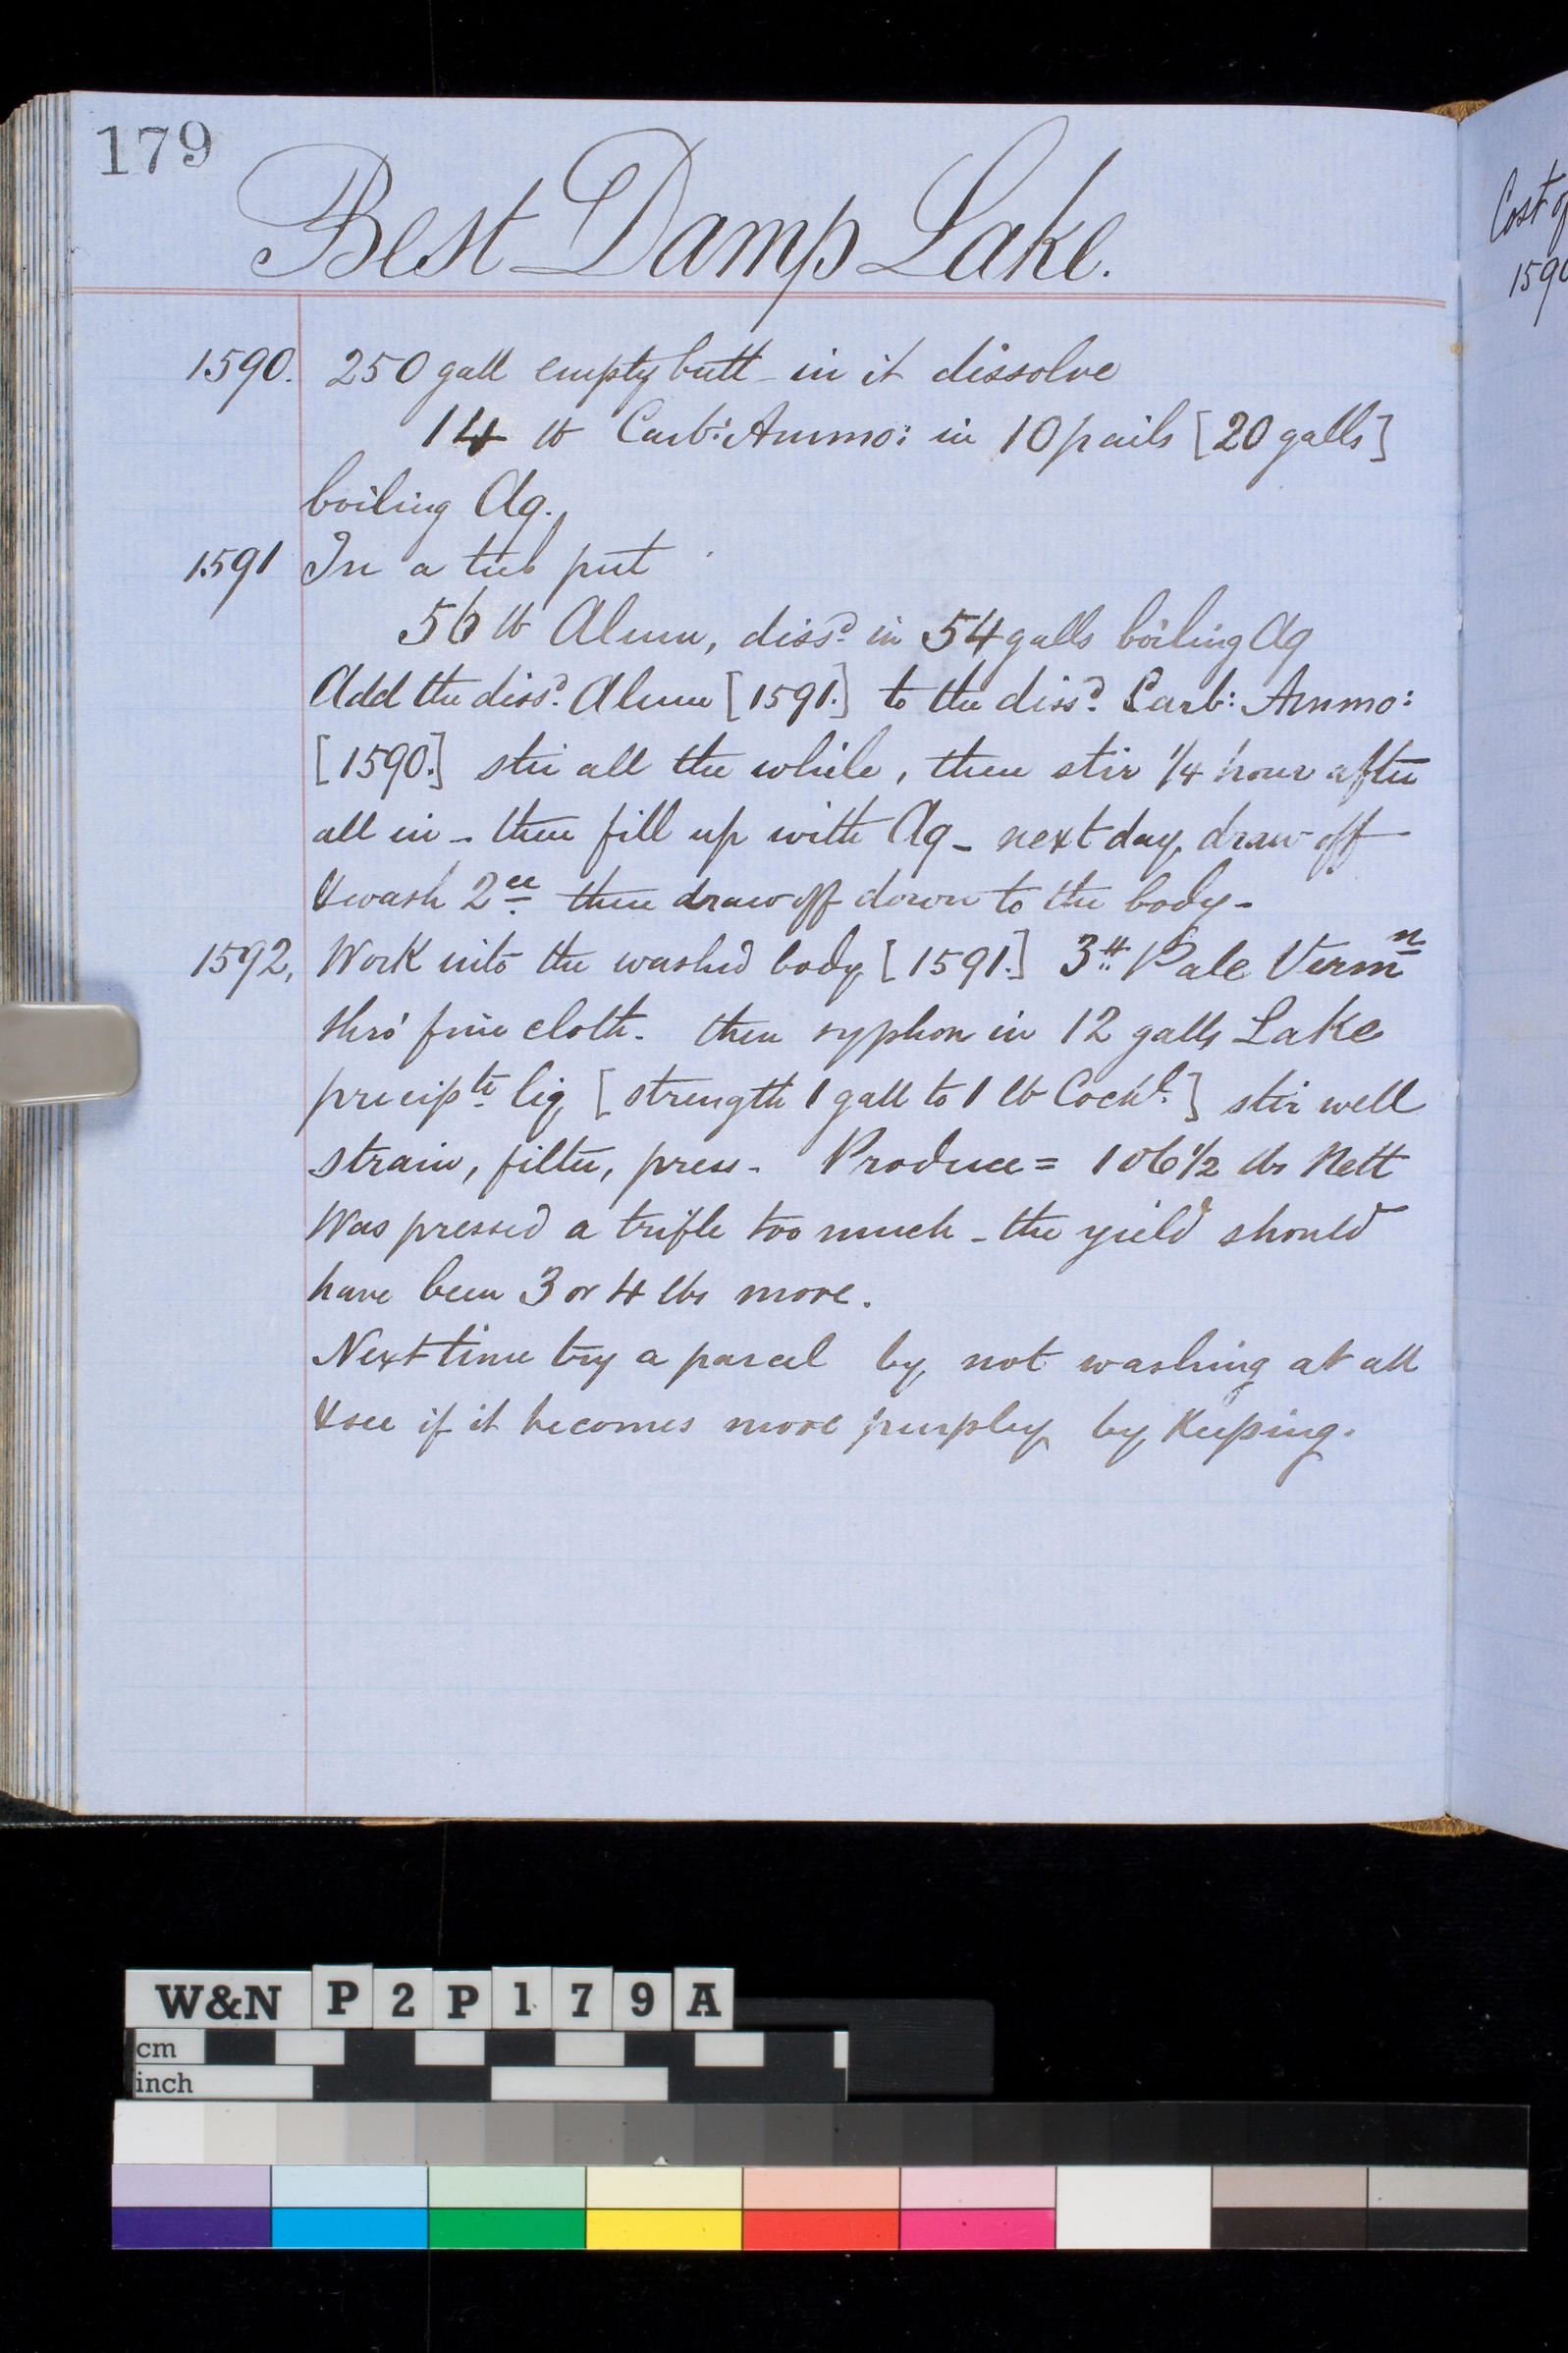 179
Best Damp Lake.
Cost of
1590. 250 gall empty butt - in it dissolve
14 lb Carb: Ammo: in 10 pails [20 galls]
boiling Aq.
1591 In a tub put
56 lb Alum, diss^d in 54 galls boiling Aq
Add the diss^d Alum [1591.] to the diss^d Carb: Ammo:
[1590.] stir all the while, then stir 1/4 hour after
all in - then fill up with Aq - next day draw off
& wash 2^ce then draw off down to the body -
1592, Work into the washed body [1591.] 3^tt Pale Verm^n
thro' fine cloth. then syphon in 12 galls Lake
precip^te liq [strength 1 gall to 1 lb Coch^l] stir well
strain, filter, press - Produce = 106 1/2 lbs Nett
Was pressed a trifle too much - the yield should
have been 3 or 4 lbs more.
Next time try a parcel by not washing at all
& see if it becomes more purpley by keeping.
W&N P2P179A
cm
inch